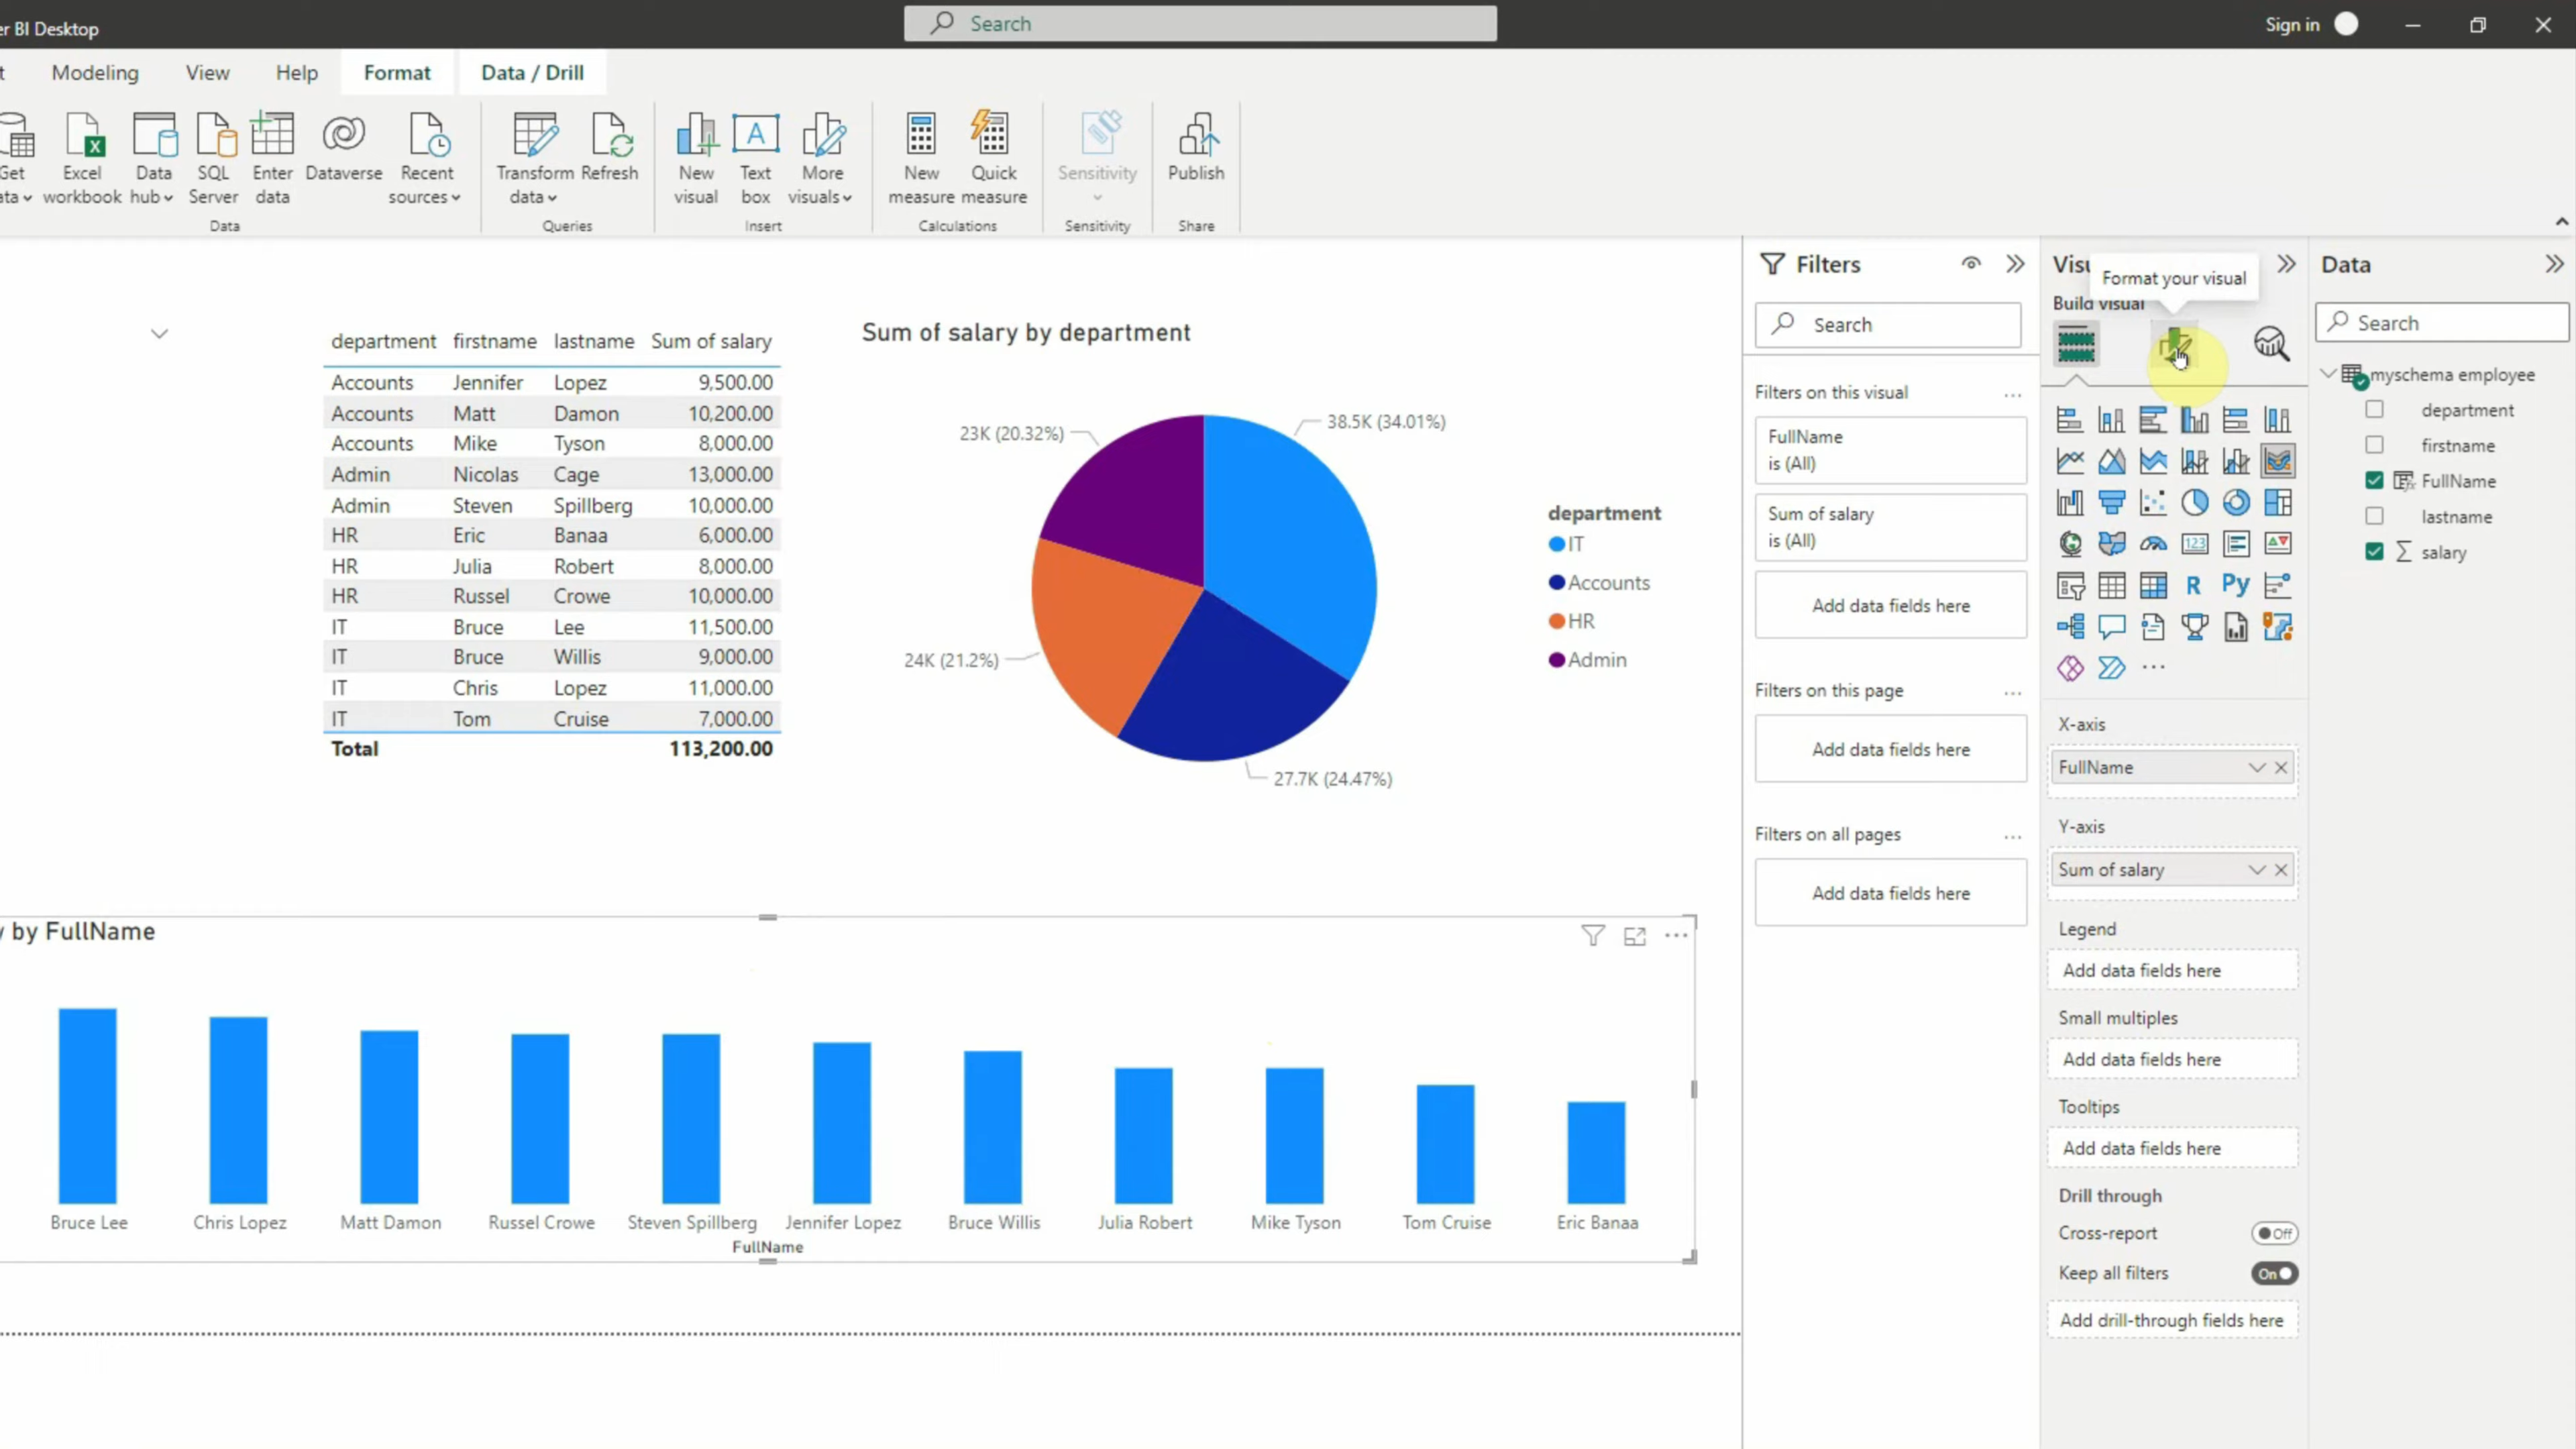 er BI Desktop
Search
Sign in
t Modeling View Help Format Data / Drill
Get
ata
Excel
workbook
Data
hub
SQL
Server
Enter
data
Dataverse
Recent
sources
Transform
data
Refresh
New
visual
Text
box
More
visuals
New
measure
Quick
measure
Sensitivity
Publish
Data
Queries
Insert
Calculations
Sensitivity
Share
department firstname lastname Sum of salary
Accounts Jennifer Lopez 9,500.00
Accounts Matt Damon 10,200.00
Accounts Mike Tyson 8,000.00
Admin Nicolas Cage 13,000.00
Admin Steven Spillberg 10,000.00
HR Eric Banaa 6,000.00
HR Julia Robert 8,000.00
HR Russel Crowe 10,000.00
IT Bruce Lee 11,500.00
IT Bruce Willis 9,000.00
IT Chris Lopez 11,000.00
IT Tom Cruise 7,000.00
Total 113,200.00
Sum of salary by department
38.5K (34.01%)
23K (20.32%)
24K (21.2%)
27.7K (24.47%)
department
IT
Accounts
HR
Admin
y by FullName
Bruce Lee Chris Lopez Matt Damon Russel Crowe Steven Spillberg Jennifer Lopez Bruce Willis Julia Robert Mike Tyson Tom Cruise Eric Banaa
FullName
Filters
Search
Filters on this visual
FullName
is (All)
Sum of salary
is (All)
Add data fields here
Filters on this page
Add data fields here
Filters on all pages
Add data fields here
Format your visual
Build visual
123
R
Py
X-axis
FullName
Y-axis
Sum of salary
Legend
Add data fields here
Small multiples
Add data fields here
Tooltips
Add data fields here
Drill through
Cross-report Off
Keep all filters On
Add drill-through fields here
Data
Search
myschema employee
department
firstname
FullName
lastname
salary